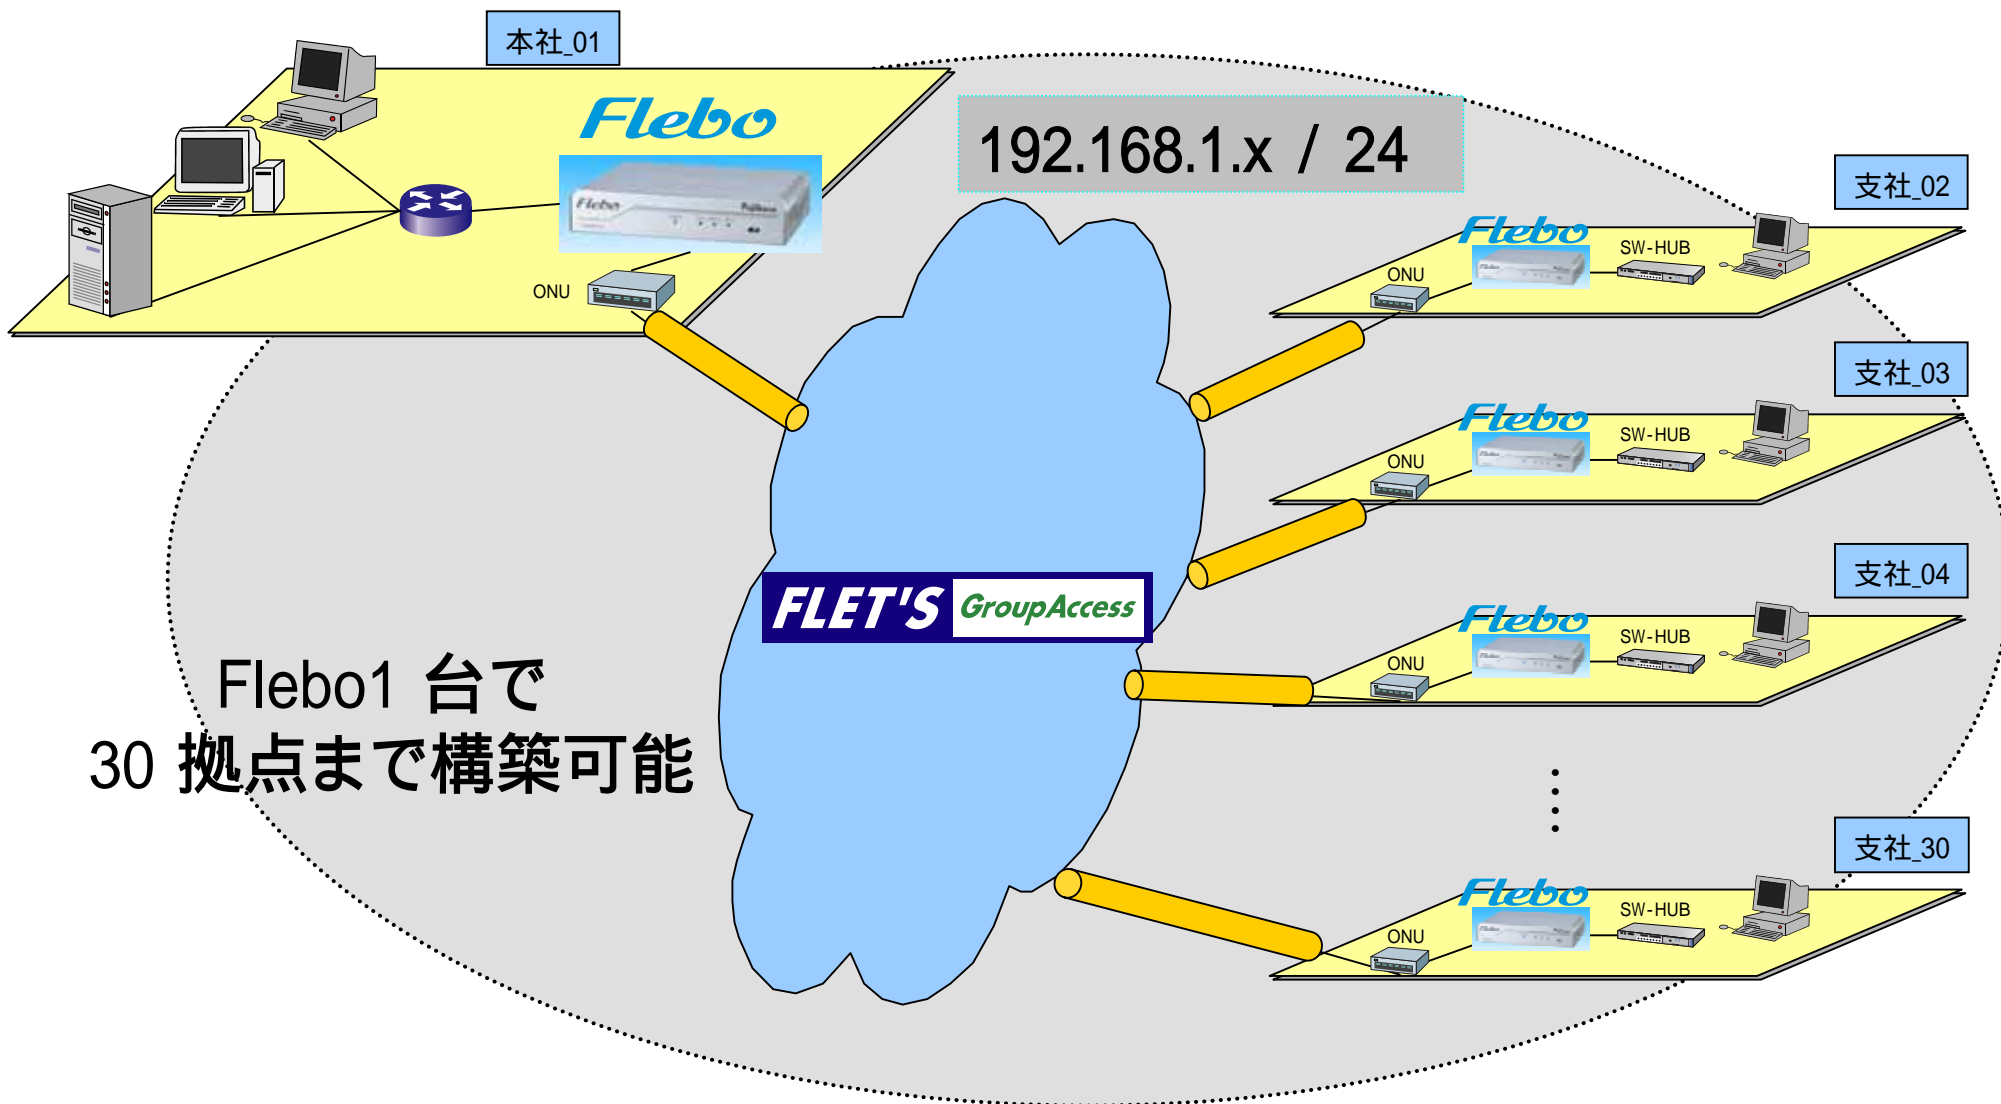 本社_01
Flebo
Flebo
ONU
192.168.1.x / 24
支社_02
Flebo
SW-HUB
ONU
支社_03
Flebo
SW-HUB
ONU
支社_04
Flebo
SW-HUB
ONU
支社_30
Flebo
SW-HUB
ONU
FLET'S GroupAccess
Flebo1 台で
30 拠点まで構築可能